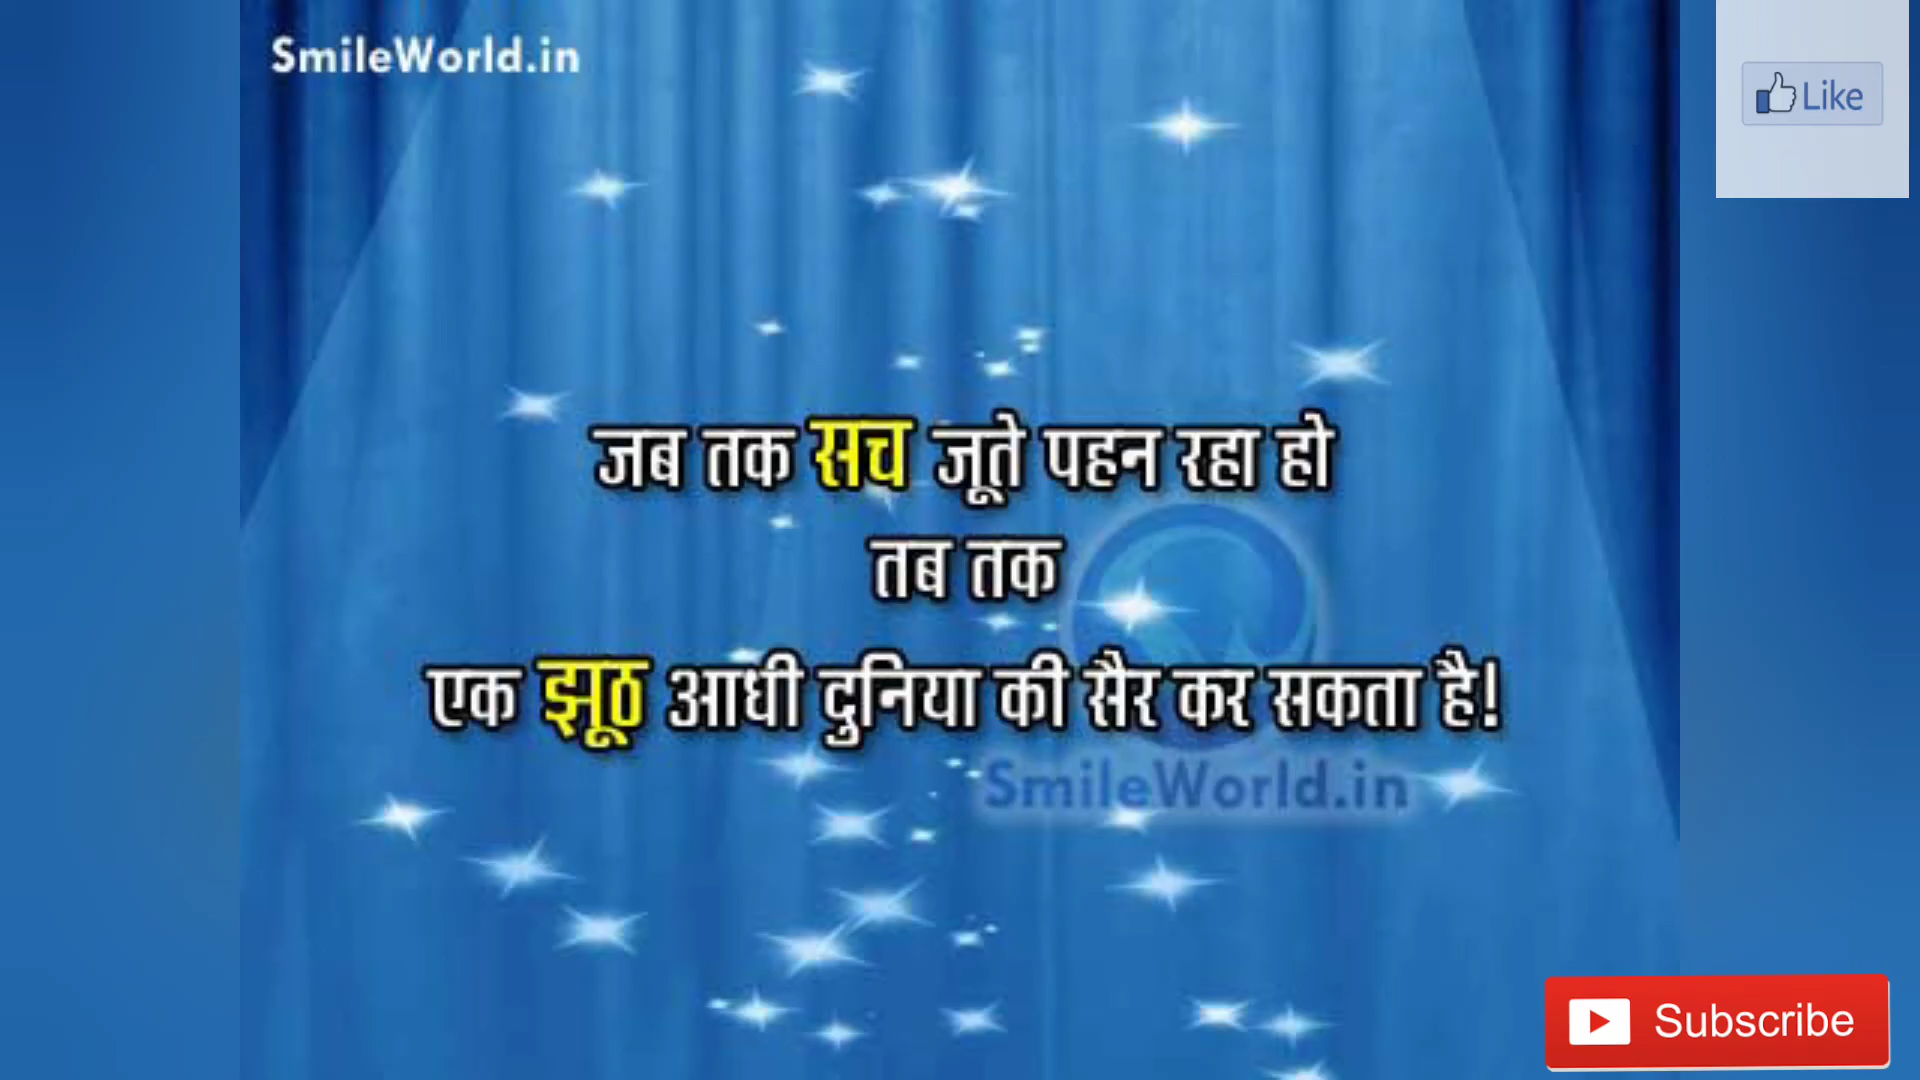 SmileWorld.in
Like
जब तक सच जूते पहन रहा हो
तब तक
एक झूठ आधी दुनिया की सैर कर सकता है!
SmileWorld.in
Subscribe